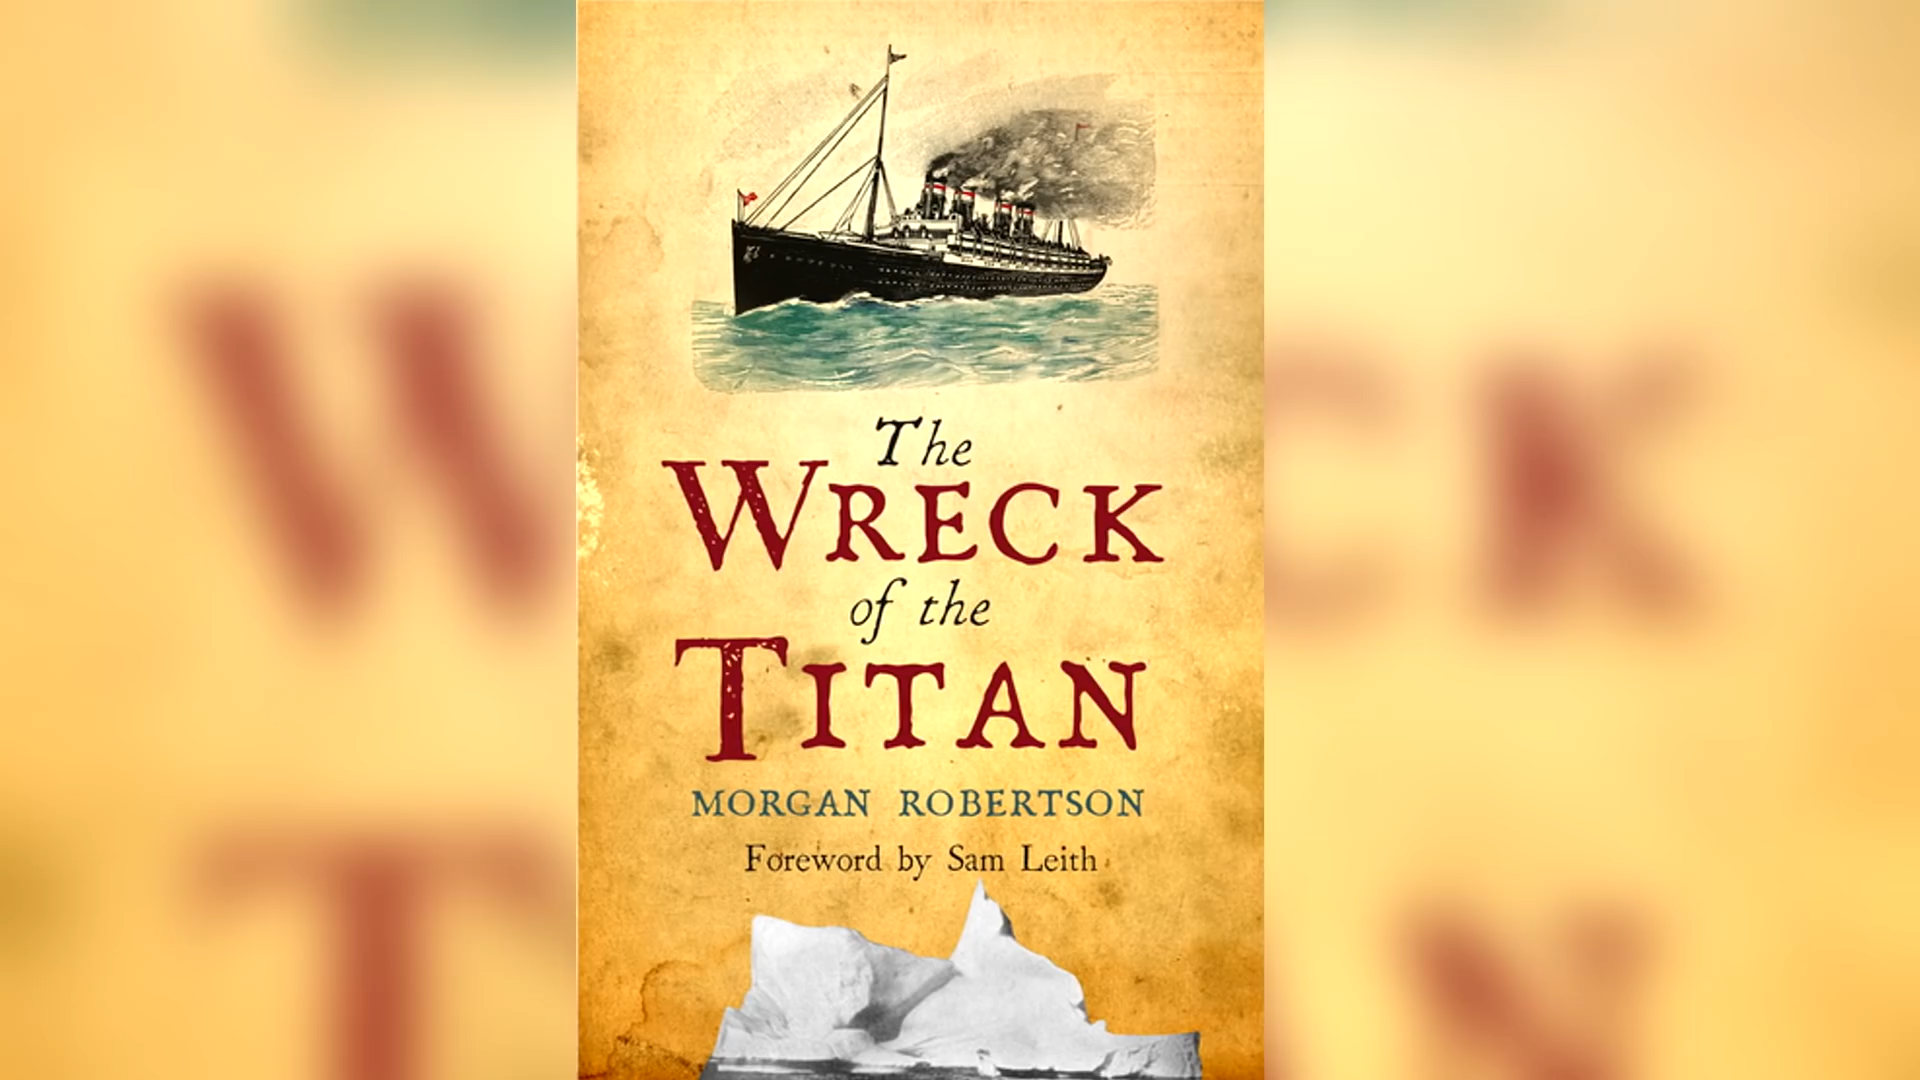 The
WRECK
of the
TITAN
MORGAN ROBERTSON
Foreword by Sam Leith